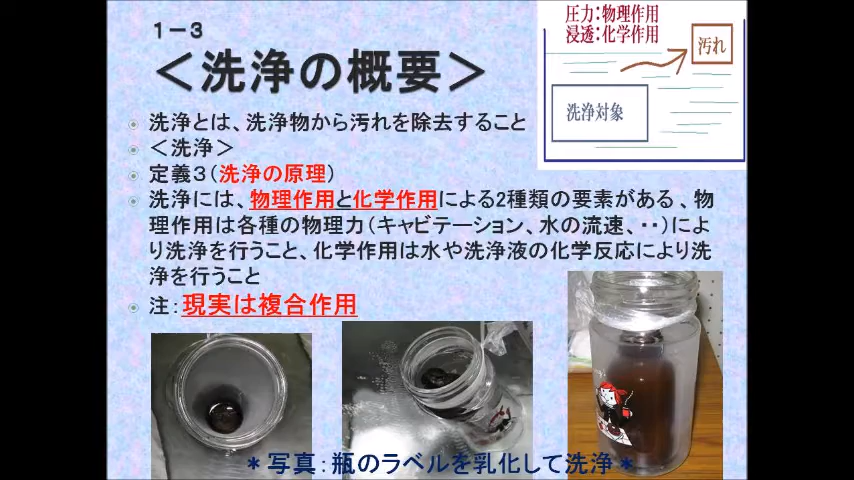 圧力：物理作用
浸透：化学作用
汚れ
洗浄対象
１－３
＜洗浄の概要＞
洗浄とは、洗浄物から汚れを除去すること
＜洗浄＞
定義３（洗浄の原理）
洗浄には、物理作用と化学作用による2種類の要素がある 、物
理作用は各種の物理力（キャビテーション、水の流速、・・）によ
り洗浄を行うこと、化学作用は水や洗浄液の化学反応により洗
浄を行うこと
注：現実は複合作用
＊写真：瓶のラベルを乳化して洗浄＊